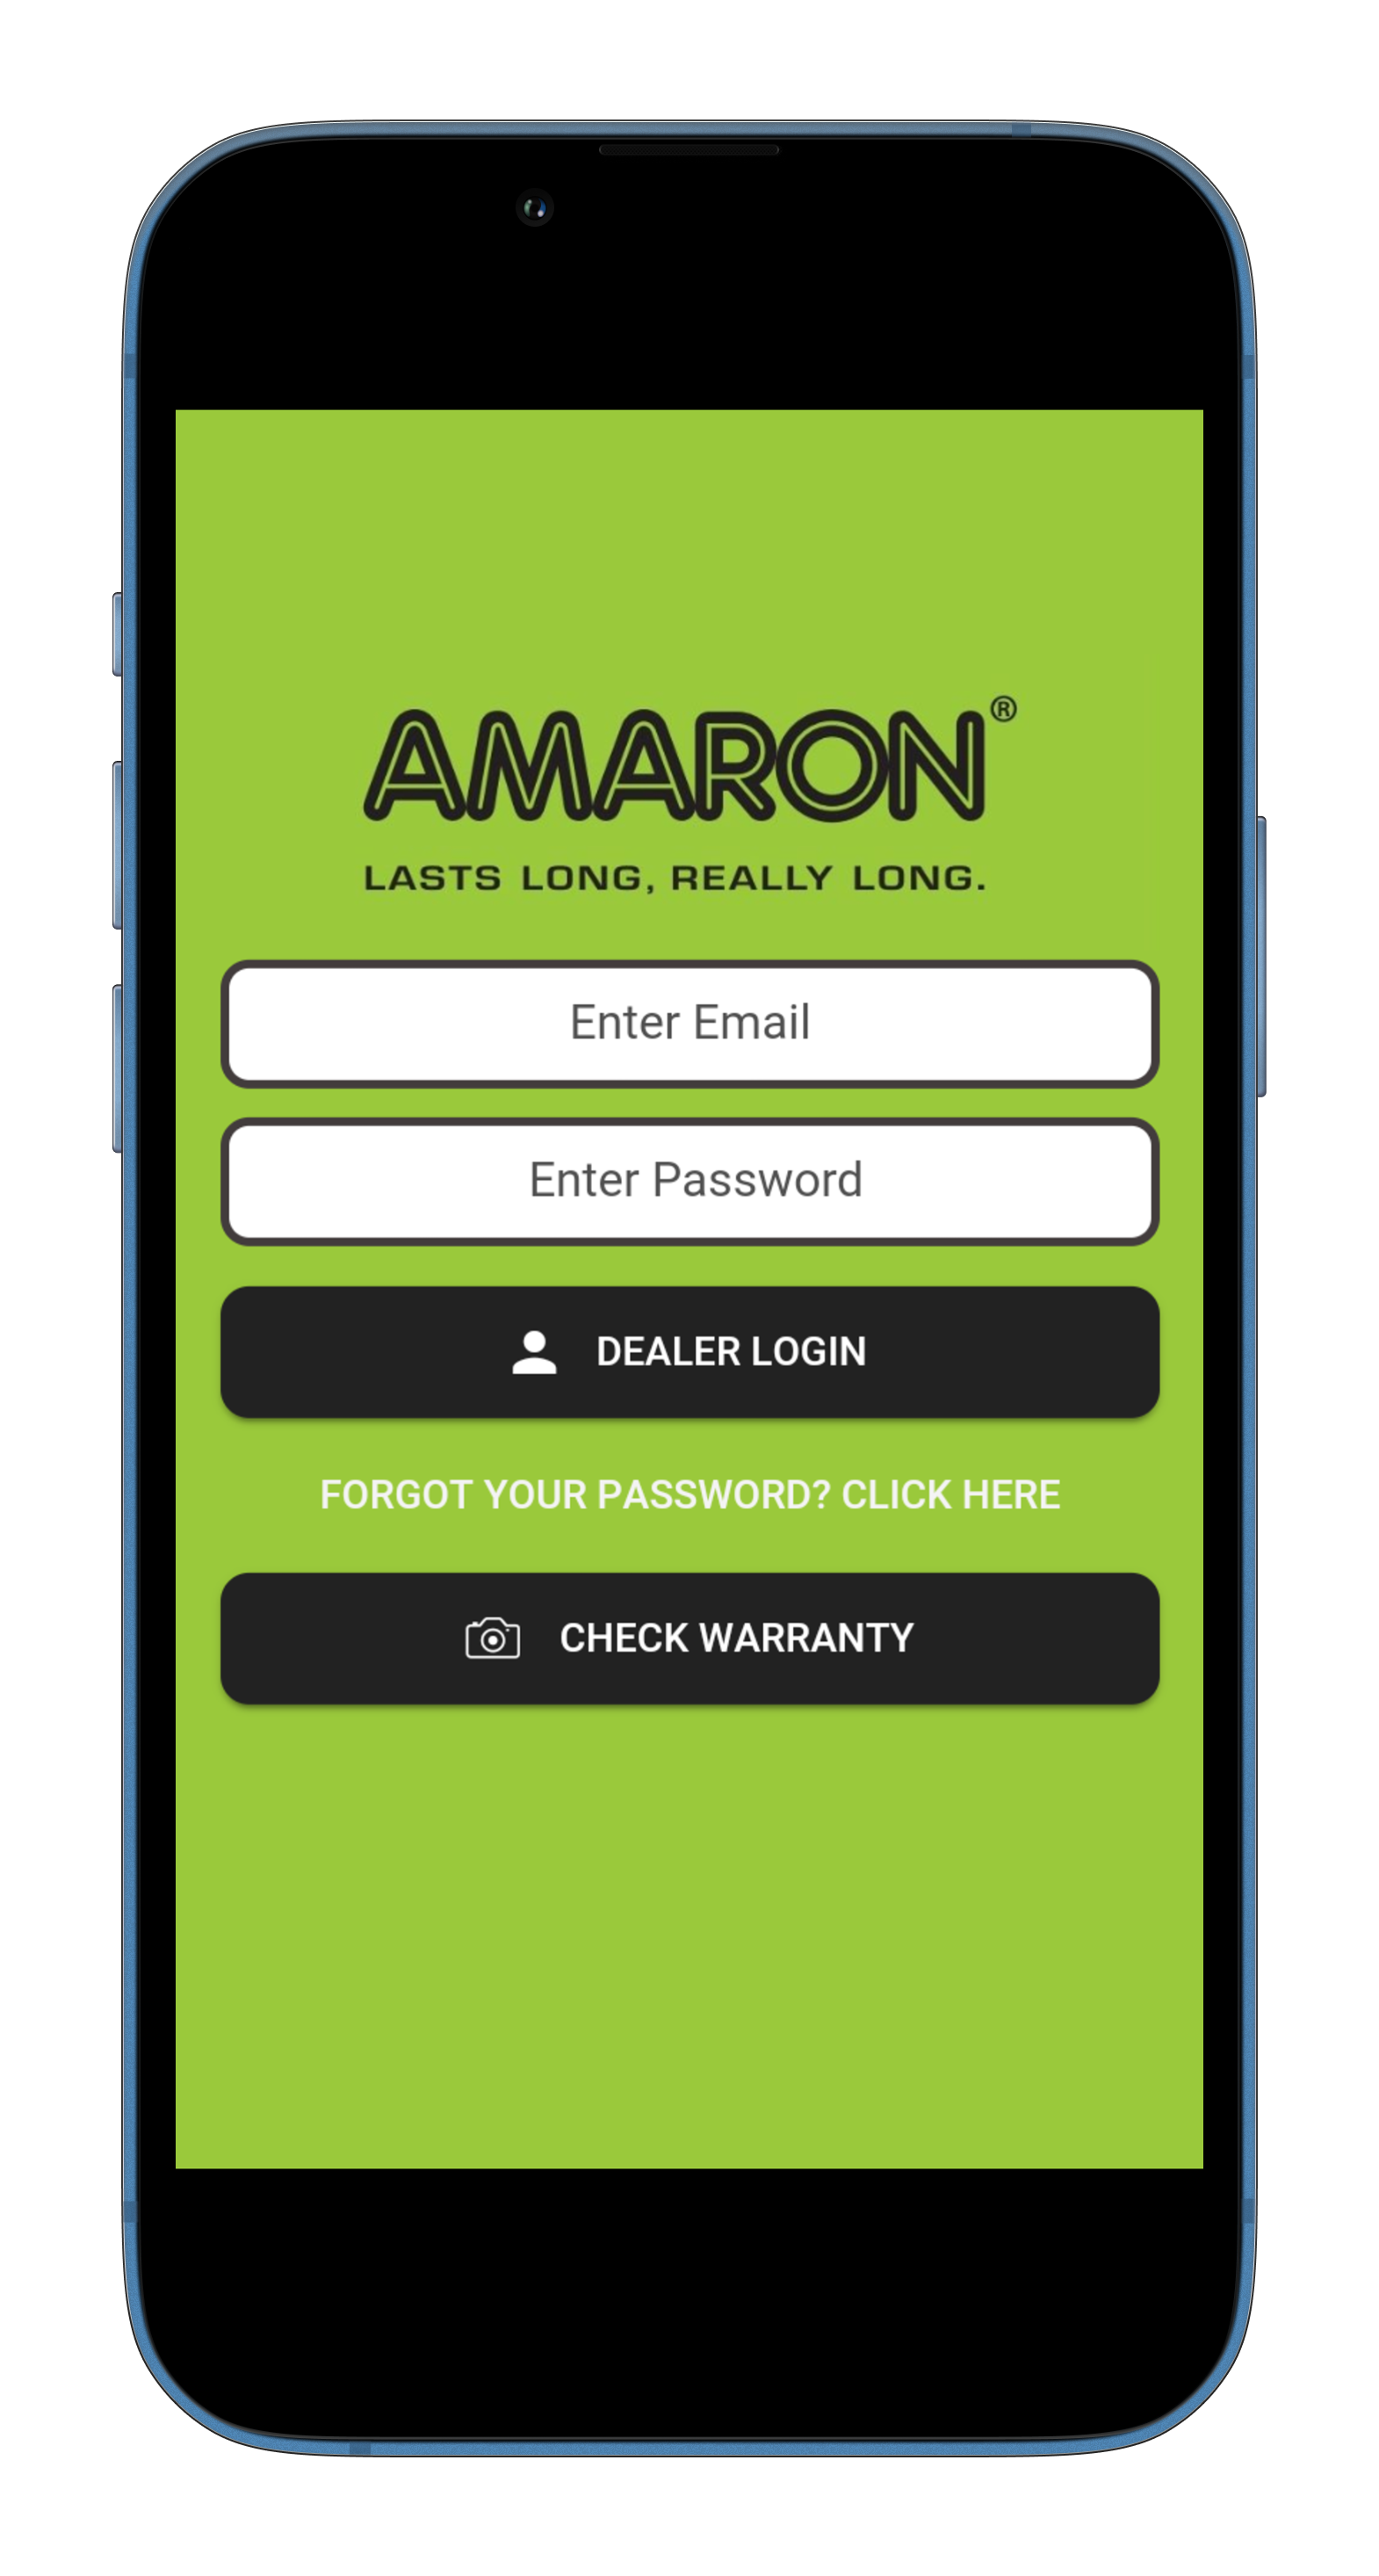 AMARON®
LASTS LONG, REALLY LONG.
Enter Email
Enter Password
DEALER LOGIN
FORGOT YOUR PASSWORD? CLICK HERE
CHECK WARRANTY